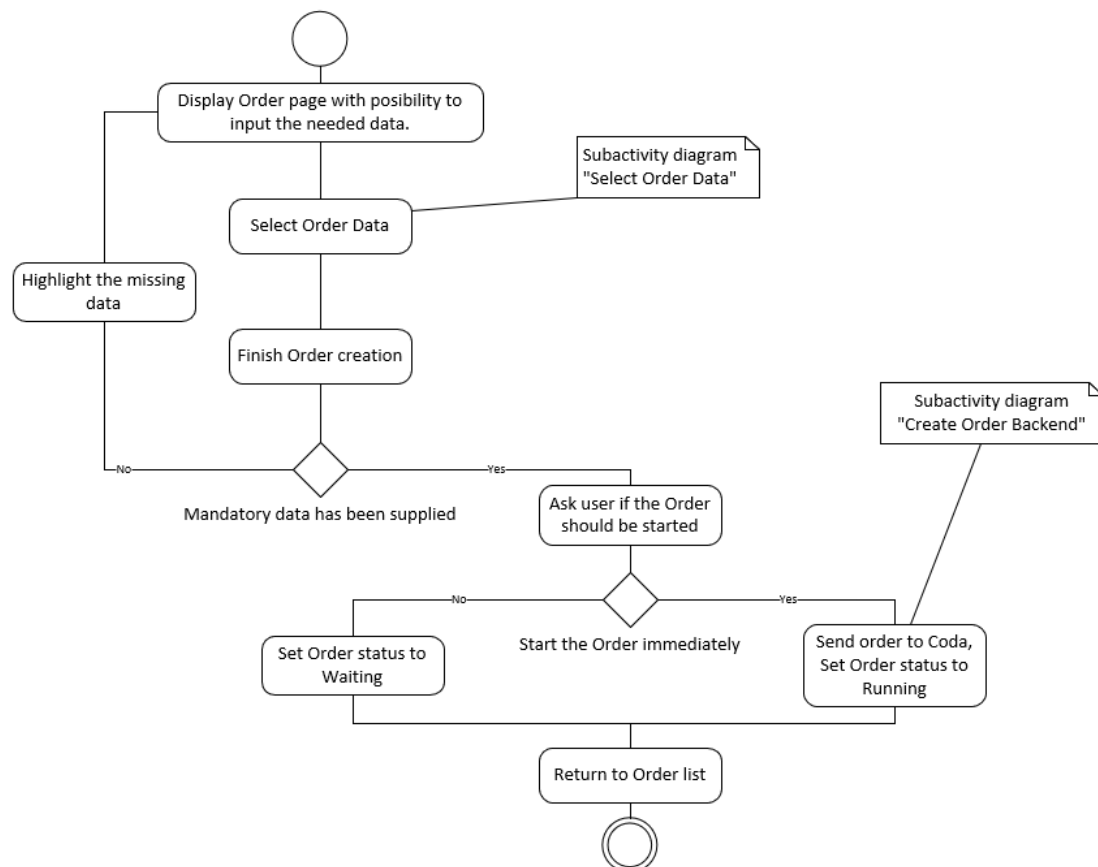 Display Order page with posibility to
input the needed data.
Subactivity diagram
"Select Order Data"
Select Order Data
Highlight the missing
data
Finish Order creation
Subactivity diagram
"Create Order Backend"
No
Yes
Mandatory data has been supplied
Ask user if the Order
should be started
No
Yes
Start the Order immediately
Set Order status to
Waiting
Send order to Coda,
Set Order status to
Running
Return to Order list